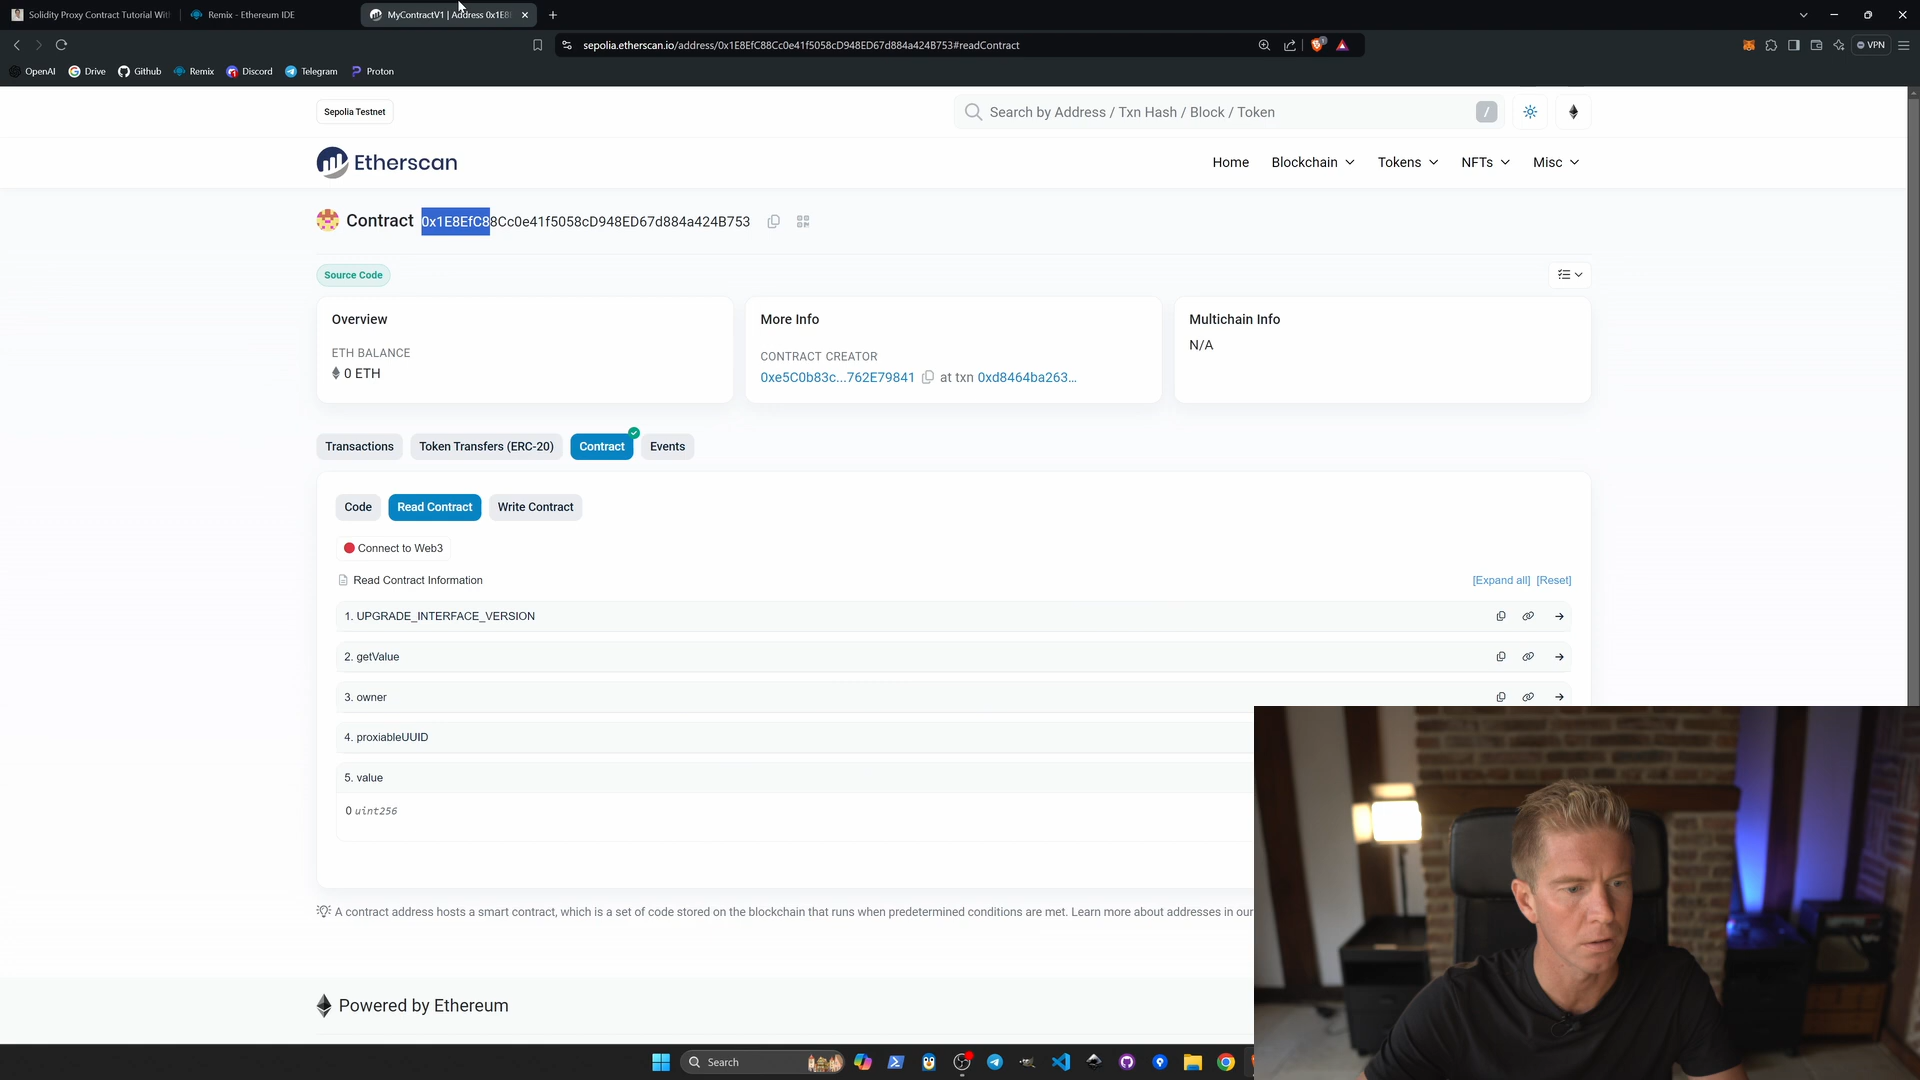 Solidity Proxy Contract Tutorial Wit
Remix - Ethereum IDE
MyContractV1 | Address 0x1E8
sepolia.etherscan.io/address/0x1E8EfC88Cc0e41f5058cD948ED67d884a424B753#readContract
VPN
OpenAI
Drive
Github
Remix
Discord
Telegram
Proton
Sepolia Testnet
Search by Address / Txn Hash / Block / Token
/
Etherscan
Home
Blockchain
Tokens
NFTs
Misc
Contract 0x1E8EfC88Cc0e41f5058cD948ED67d884a424B753
Source Code
Overview
ETH BALANCE
0 ETH
More Info
CONTRACT CREATOR
0xe5C0b83c...762E79841 at txn 0xd8464ba263...
Multichain Info
N/A
Transactions
Token Transfers (ERC-20)
Contract
Events
Code
Read Contract
Write Contract
Connect to Web3
Read Contract Information
[Expand all] [Reset]
1. UPGRADE_INTERFACE_VERSION
2. getValue
3. owner
4. proxiableUUID
5. value
0 uint256
A contract address hosts a smart contract, which is a set of code stored on the blockchain that runs when predetermined conditions are met. Learn more about addresses in our
Powered by Ethereum
Search